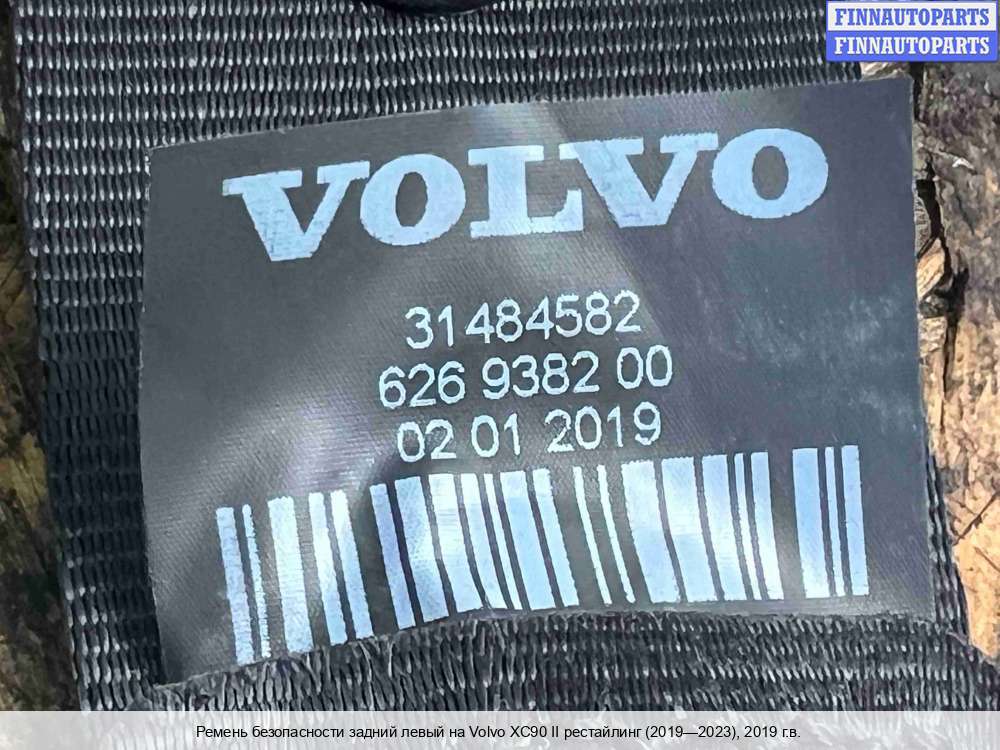 FINNAUTOPARTS
FINNAUTOPARTS
VOLVO
31484582
626 9382 00
02 01 2019
Ремень безопасности задний левый на Volvo XC90 II рестайлинг (2019—2023), 2019 г.в.